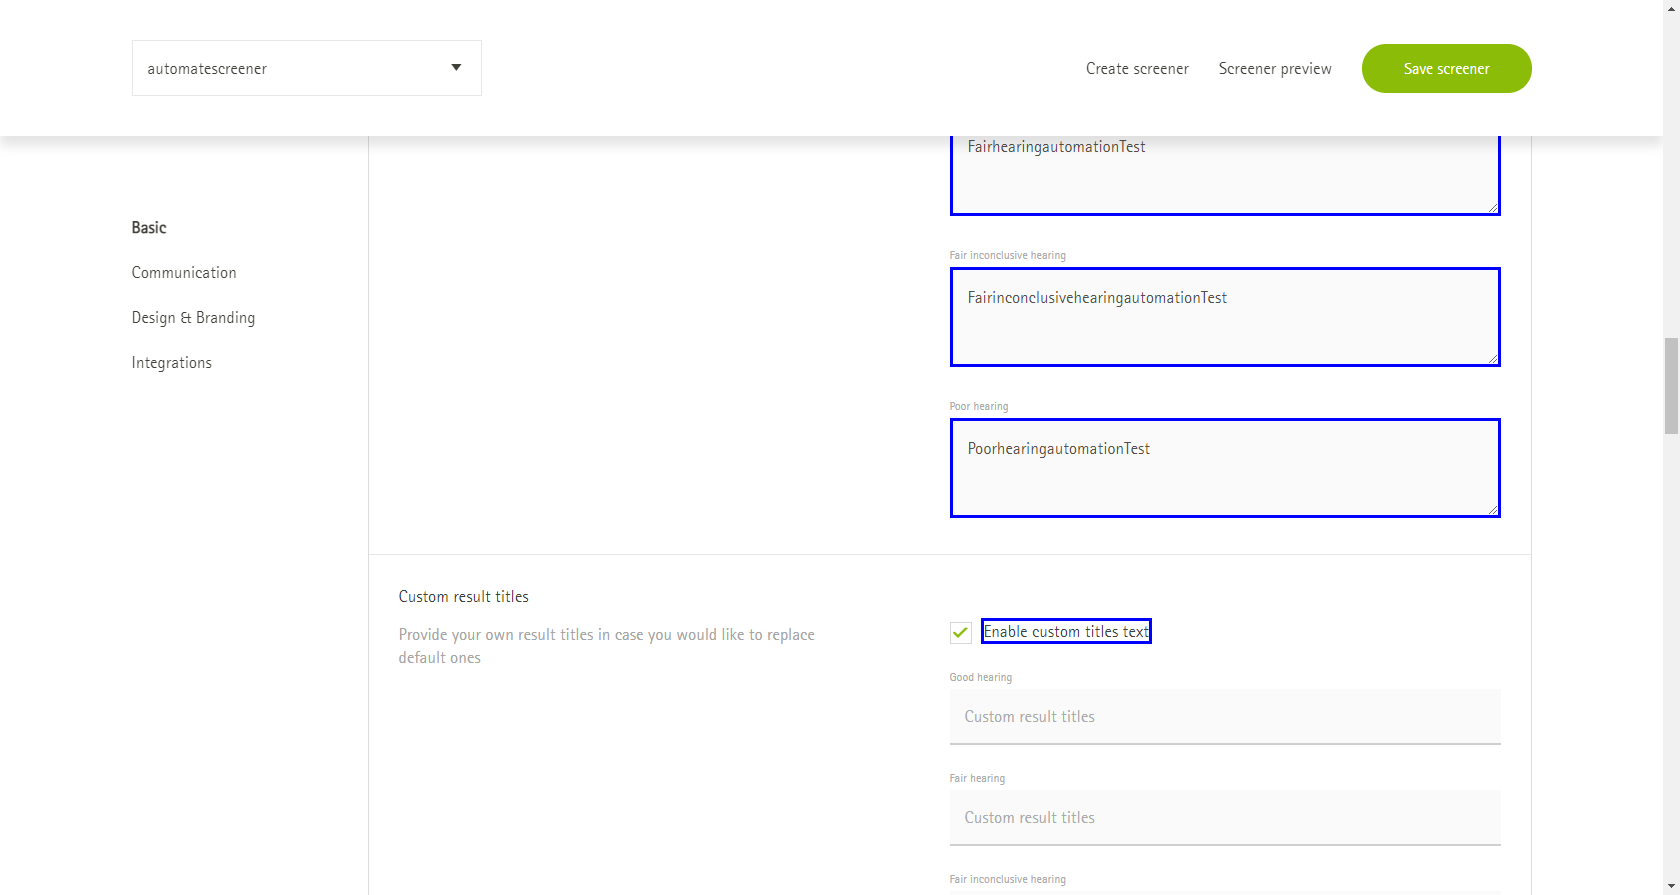 automatescreener
Create screener
Screener preview
Save screener
Basic
Communication
Design & Branding
Integrations
FairhearingautomationTest
Fair inconclusive hearing
FairinconclusivehearingautomationTest
Poor hearing
PoorhearingautomationTest
Custom result titles
Provide your own result titles in case you would like to replace
default ones
Enable custom titles text
Good hearing
Custom result titles
Fair hearing
Custom result titles
Fair inconclusive hearing